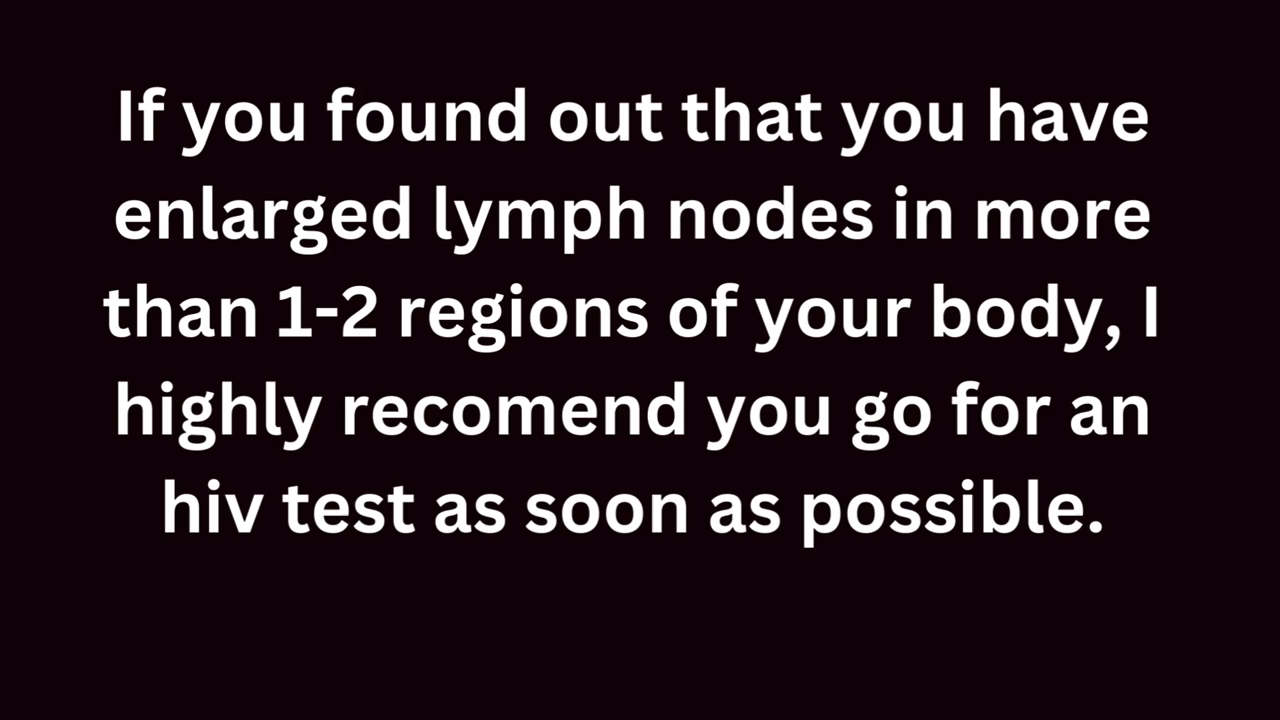 If you found out that you have
enlarged lymph nodes in more
than 1-2 regions of your body, I
highly recomend you go for an
hiv test as soon as possible.